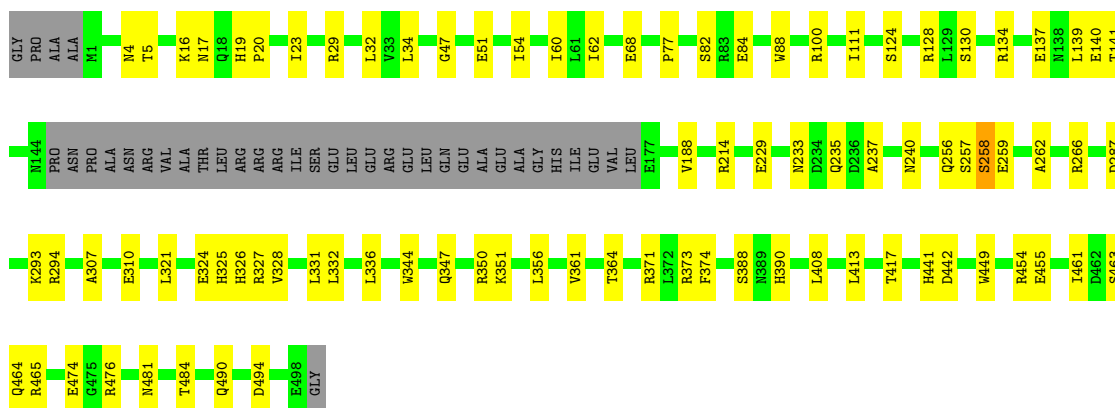 GLY PRO ALA ALA M1 N4 T5 K16 N17 Q18 H19 P20 I23 R29 L32 V33 L34 G47 E51 I54 I60 L61 I62 E68 P77 S82 R83 E84 W88 R100 I111 S124 R128 L129 S130 R134 E137 N138 L139 E140 T141
N144 PRO ASN PRO ALA ASN ARG VAL ALA THR LEU ARG ARG ARG ILE SER GLU LEU GLU ARG LEU GLN GLU ALA GLU ALA GLY HIS ILE GLU VAL LEU E177 V188 R214 E229 N233 D234 Q235 D236 A237 N240 Q256 S257 S258 E259 A262 R266
K293 R294 A307 E310 L321 E324 H325 H326 R327 V328 L331 L332 L336 W344 Q347 R350 K351 L356 V361 T364 R371 L372 R373 F374 S388 N389 H390 L408 L413 T417 H441 D442 W449 R454 E455 I461 D462 S463
Q464 R465 E474 G475 R476 N481 T484 Q490 D494 E498 GLY